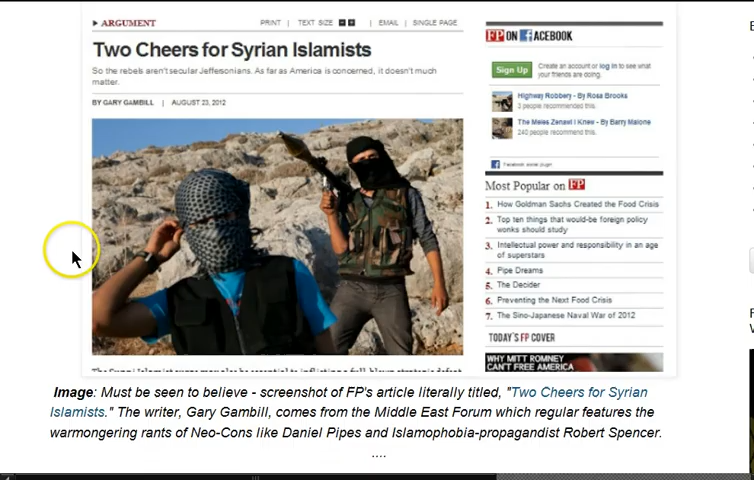 ARGUMENT
PRINT | TEXT SIZE | EMAIL | SINGLE PAGE
Two Cheers for Syrian Islamists
So the rebels aren't secular Jeffersonians. As far as America is concerned, it doesn't much
matter.
BY GARY GAMBILL | AUGUST 23, 2012
FP ON FACEBOOK
Sign Up
Create an account or log in to see what
your friends are doing.
Highway Robbery - By Rosa Brooks
3 people recommended this.
The Meles Zenawi I Knew - By Barry Malone
240 people recommend this.
Facebook social plugin
Most Popular on FP
1. How Goldman Sachs Created the Food Crisis
2. Top ten things that would-be foreign policy
wonks should study
3. Intellectual power and responsibility in an age
of superstars
4. Pipe Dreams
5. The Decider
6. Preventing the Next Food Crisis
7. The Sino-Japanese Naval War of 2012
TODAY'S FP COVER
WHY MITT ROMNEY
CAN'T FREE AMERICA
Image: Must be seen to believe - screenshot of FP's article literally titled, "Two Cheers for Syrian
Islamists." The writer, Gary Gambill, comes from the Middle East Forum which regular features the
warmongering rants of Neo-Cons like Daniel Pipes and Islamophobia-propagandist Robert Spencer.
....